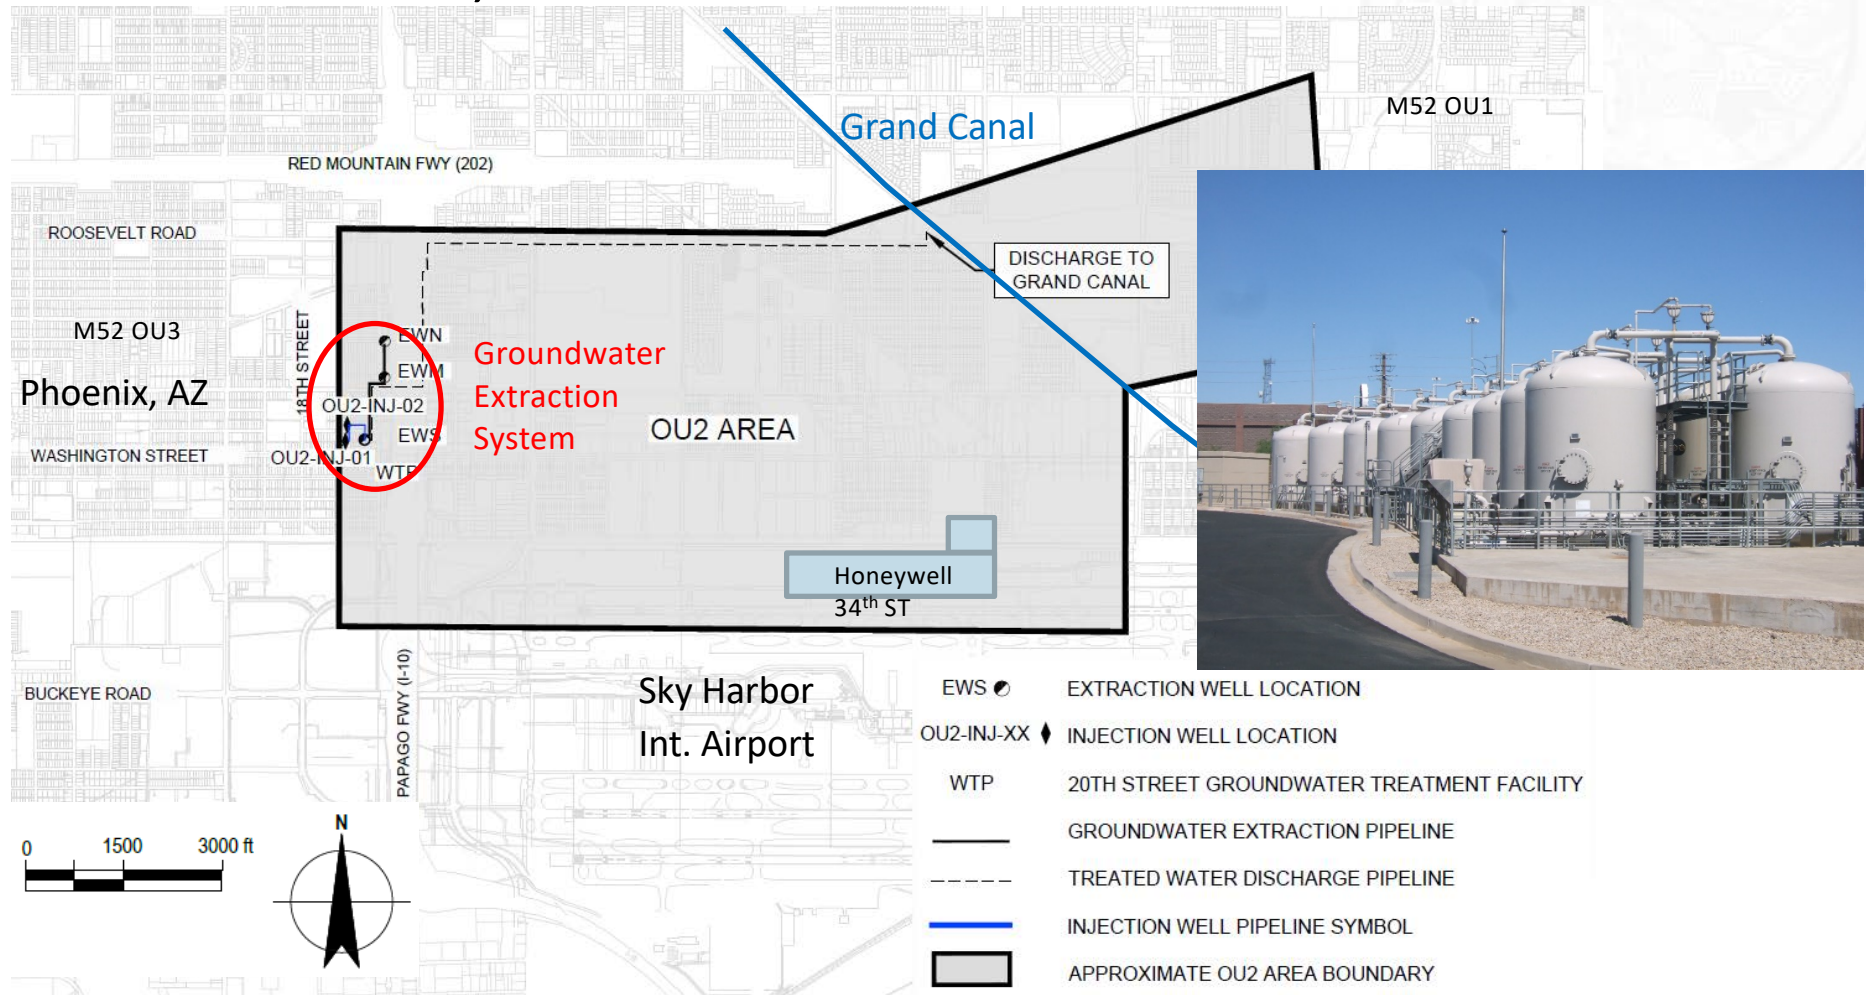 Grand Canal
M52 OU1
RED MOUNTAIN FWY (202)
ROOSEVELT ROAD
DISCHARGE TO
GRAND CANAL
M52 OU3
Phoenix, AZ
18TH STREET
EWN
EWM
OU2-INJ-02
EWS
OU2-INJ-01
WTP
Groundwater
Extraction
System
OU2 AREA
WASHINGTON STREET
Honeywell
34th ST
BUCKEYE ROAD
PAPAGO FWY (I-10)
Sky Harbor
Int. Airport
0 1500 3000 ft
N
EWS EXTRACTION WELL LOCATION
OU2-INJ-XX INJECTION WELL LOCATION
WTP 20TH STREET GROUNDWATER TREATMENT FACILITY
GROUNDWATER EXTRACTION PIPELINE
TREATED WATER DISCHARGE PIPELINE
INJECTION WELL PIPELINE SYMBOL
APPROXIMATE OU2 AREA BOUNDARY